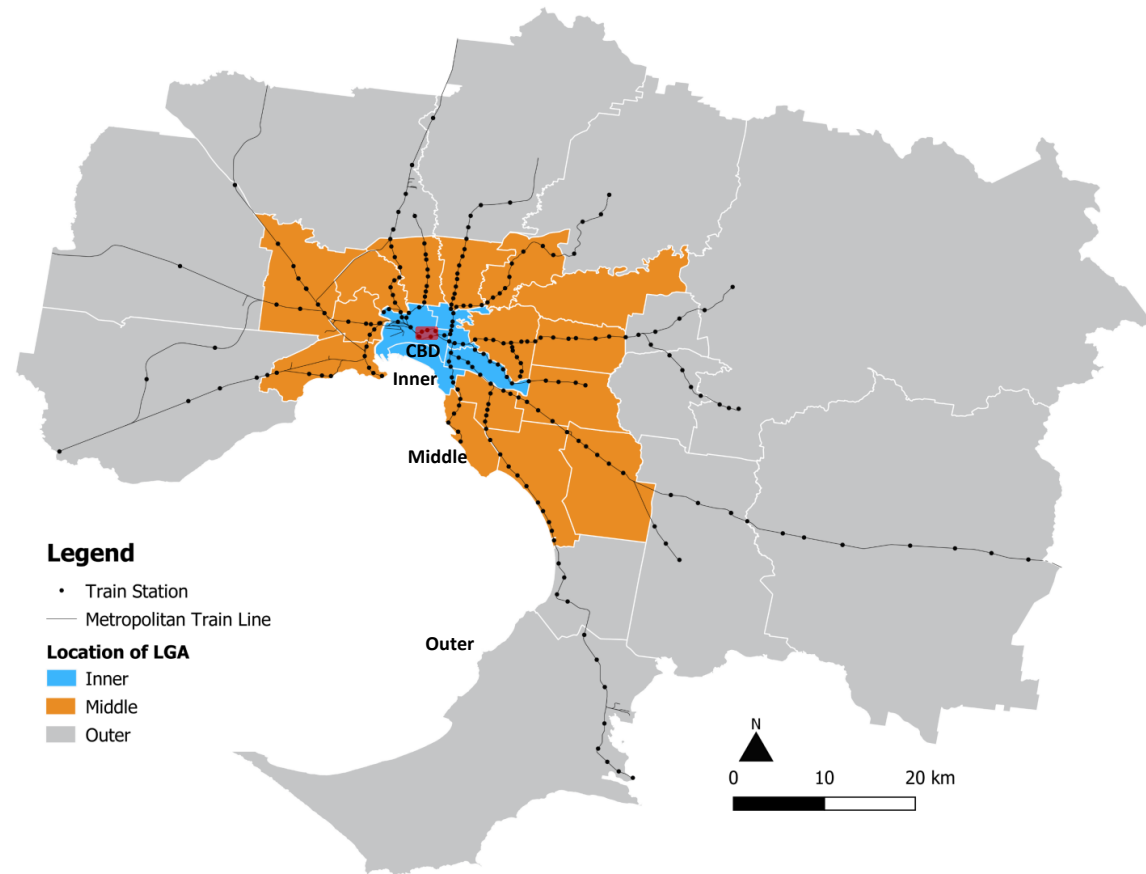 CBD
Inner
Middle
Legend
Train Station
Metropolitan Train Line
Outer
Location of LGA
Inner
Middle
Outer
N
0 10 20 km